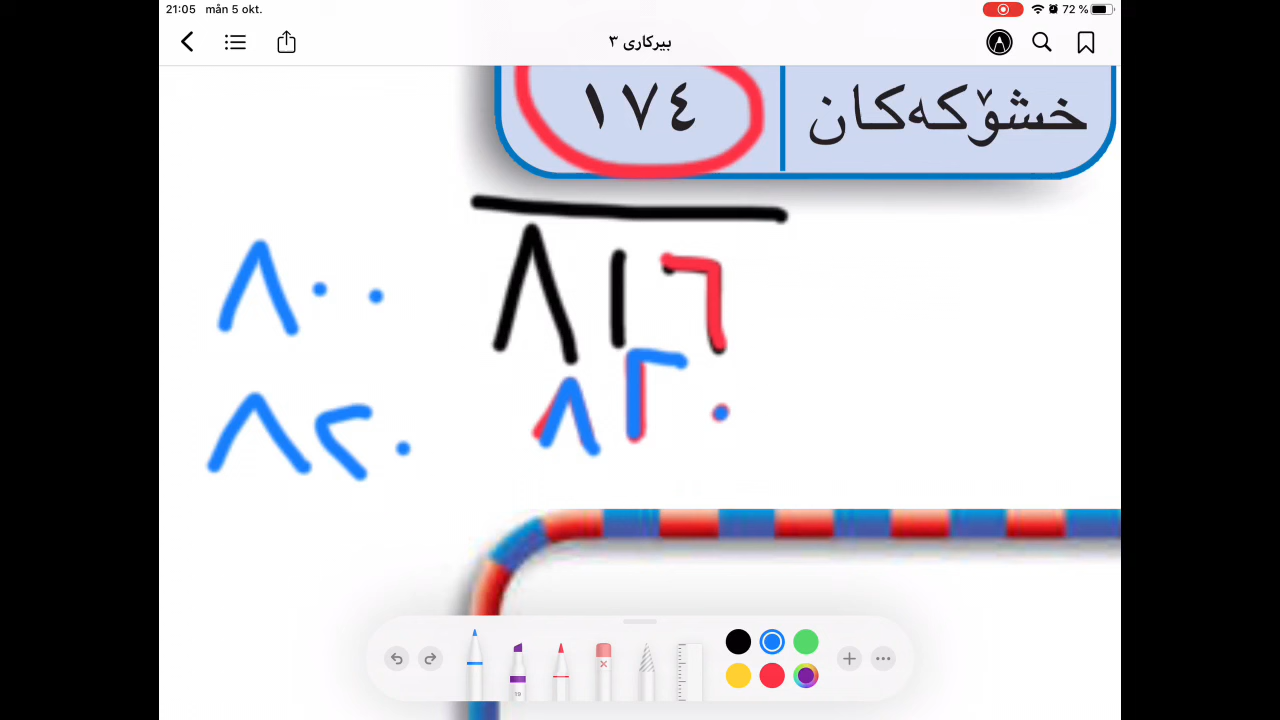 21:05 mån 5 okt. 72 %
بیرکاری ٣
خشۆکەکان ١٧٤
٨١٦
٨٠٠
٨٢٠
٨٢٠